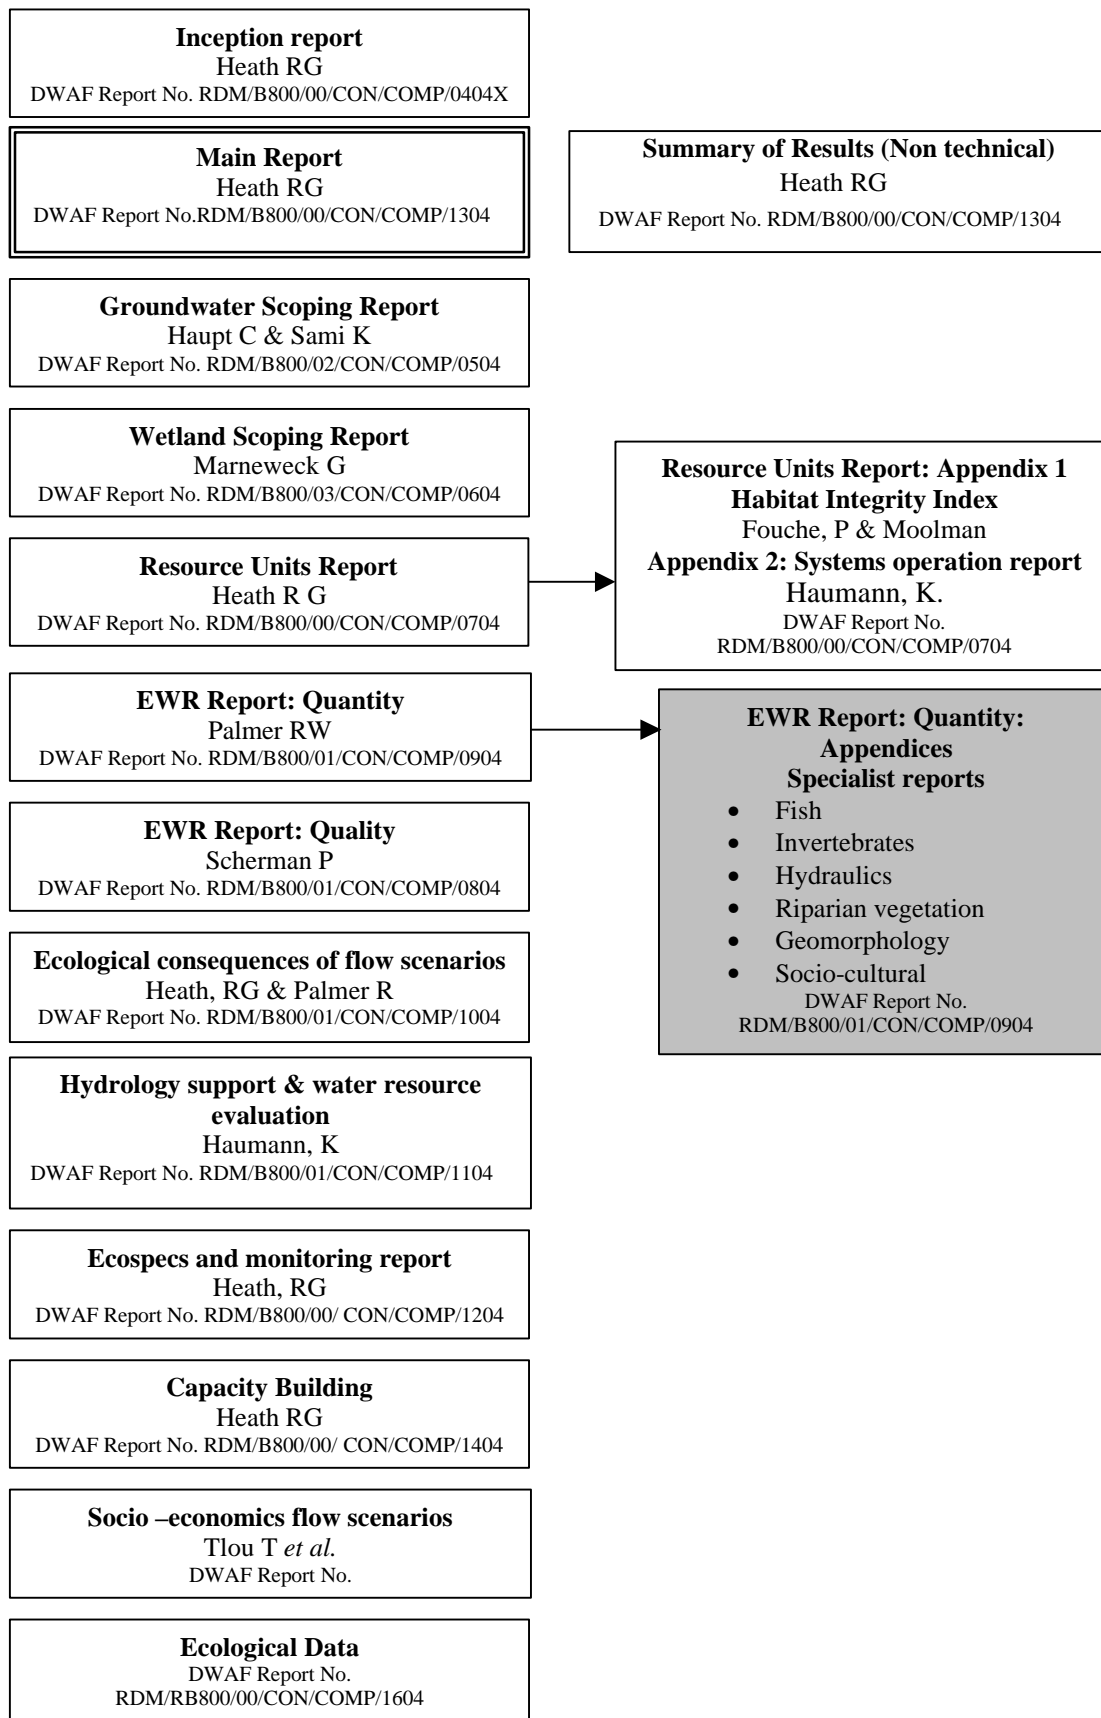 Inception report
Heath RG
DWAF Report No. RDM/B800/00/CON/COMP/0404X
Main Report
Heath RG
DWAF Report No.RDM/B800/00/CON/COMP/1304
Summary of Results (Non technical)
Heath RG
DWAF Report No. RDM/B800/00/CON/COMP/1304
Groundwater Scoping Report
Haupt C & Sami K
DWAF Report No. RDM/B800/02/CON/COMP/0504
Wetland Scoping Report
Marneweck G
DWAF Report No. RDM/B800/03/CON/COMP/0604
Resource Units Report
Heath R G
DWAF Report No. RDM/B800/00/CON/COMP/0704
Resource Units Report: Appendix 1
Habitat Integrity Index
Fouche, P & Moolman
Appendix 2: Systems operation report
Haumann, K.
DWAF Report No.
RDM/B800/00/CON/COMP/0704
EWR Report: Quantity
Palmer RW
DWAF Report No. RDM/B800/01/CON/COMP/0904
EWR Report: Quantity:
Appendices
Specialist reports
• Fish
• Invertebrates
• Hydraulics
• Riparian vegetation
• Geomorphology
• Socio-cultural
DWAF Report No.
RDM/B800/01/CON/COMP/0904
EWR Report: Quality
Scherman P
DWAF Report No. RDM/B800/01/CON/COMP/0804
Ecological consequences of flow scenarios
Heath, RG & Palmer R
DWAF Report No. RDM/B800/01/CON/COMP/1004
Hydrology support & water resource
evaluation
Haumann, K
DWAF Report No. RDM/B800/01/CON/COMP/1104
Ecospecs and monitoring report
Heath, RG
DWAF Report No. RDM/B800/00/ CON/COMP/1204
Capacity Building
Heath RG
DWAF Report No. RDM/B800/00/ CON/COMP/1404
Socio –economics flow scenarios
Tlou T et al.
DWAF Report No.
Ecological Data
DWAF Report No.
RDM/RB800/00/CON/COMP/1604